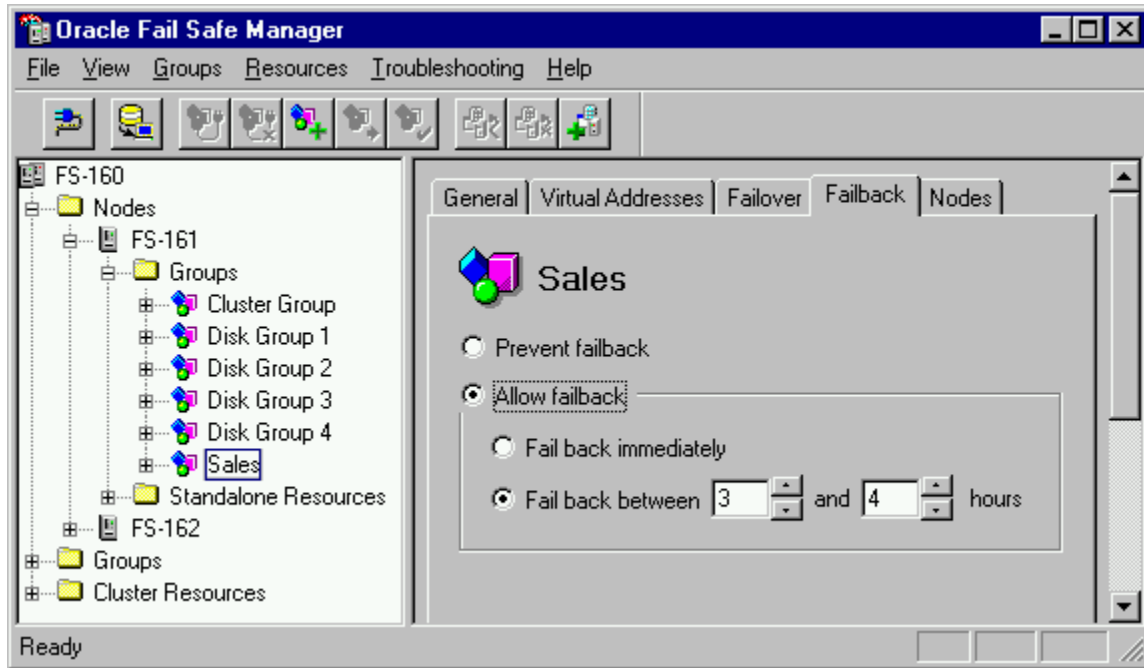 Oracle Fail Safe Manager
File View Groups Resources Troubleshooting Help
FS-160
Nodes
FS-161
Groups
Cluster Group
Disk Group 1
Disk Group 2
Disk Group 3
Disk Group 4
Sales
Standalone Resources
FS-162
Groups
Cluster Resources
General Virtual Addresses Failover Failback Nodes
Sales
Prevent failback
Allow failback
Fail back immediately
Fail back between 3 and 4 hours
Ready